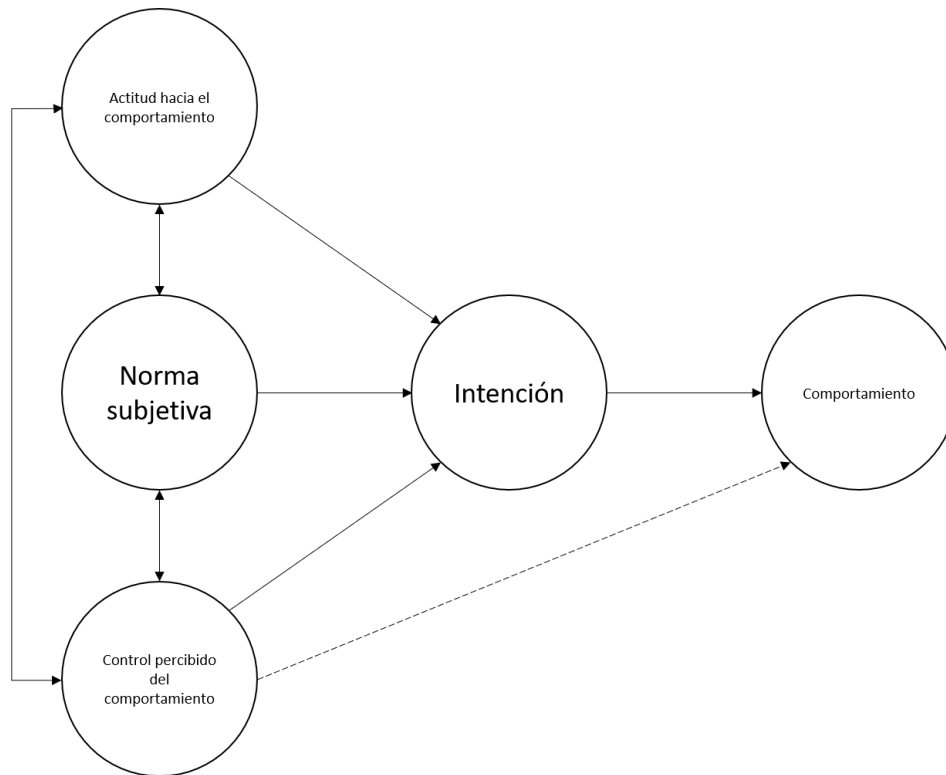 Actitud hacia el
comportamiento
Norma
subjetiva
Intención
Comportamiento
Control percibido
del
comportamiento